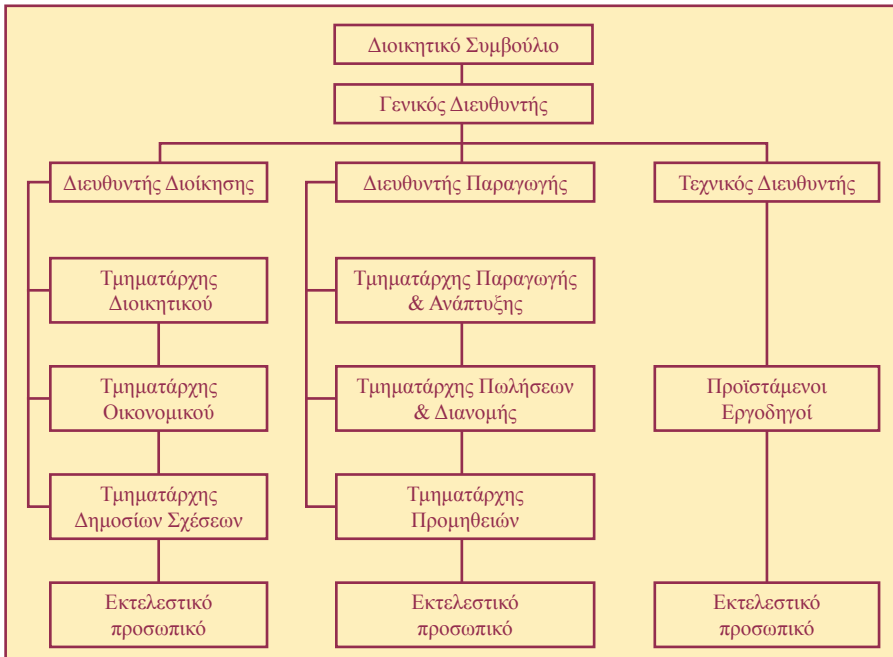 Διοικητικό Συμβούλιο
Γενικός Διευθυντής
Διευθυντής Διοίκησης
Διευθυντής Παραγωγής
Τεχνικός Διευθυντής
Τμηματάρχης
Διοικητικού
Τμηματάρχης Παραγωγής
& Ανάπτυξης
Τμηματάρχης
Οικονομικού
Τμηματάρχης Πωλήσεων
& Διανομής
Προϊστάμενοι
Εργοδηγοί
Τμηματάρχης
Δημοσίων Σχέσεων
Τμηματάρχης
Προμηθειών
Εκτελεστικό
προσωπικό
Εκτελεστικό
προσωπικό
Εκτελεστικό
προσωπικό